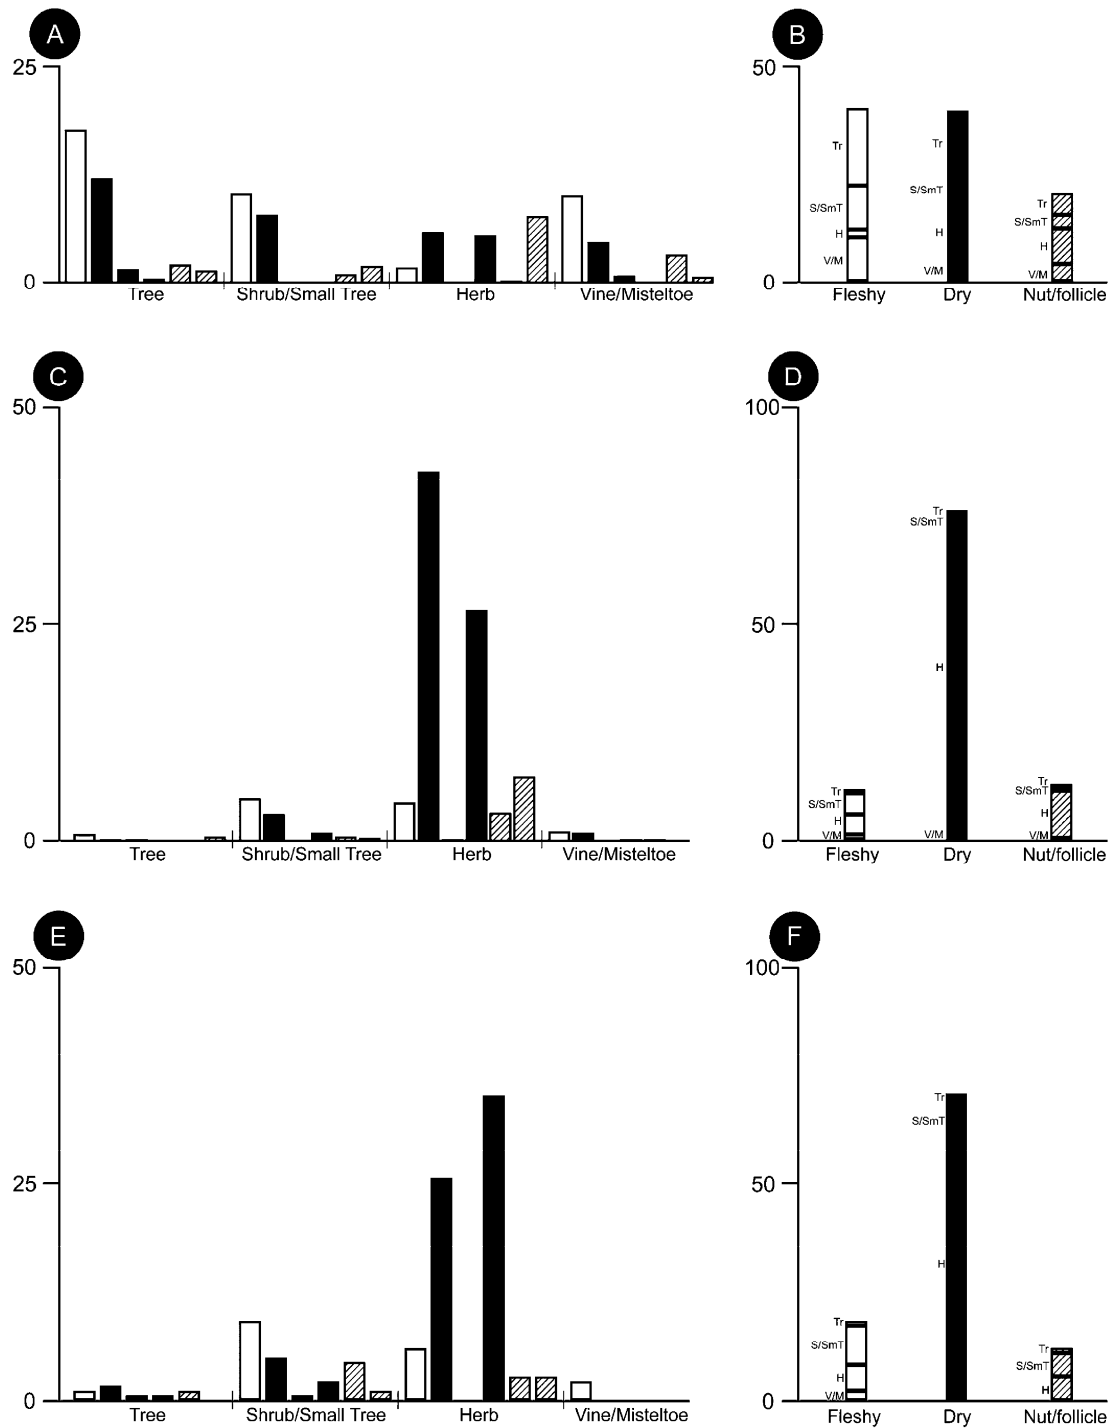 A
B
25
50
Tr
Tr
S/SmT
S/SmT
Tr
S/SmT
H
H
H
V/M
V/M
V/M
0
0
Tree
Shrub/Small Tree
Herb
Vine/Misteltoe
Fleshy
Dry
Nut/follicle
C
D
50
100
Tr
S/SmT
25
50
H
Tr
S/SmT
H
V/M
V/M
Tr
S/SmT
H
V/M
0
0
Tree
Shrub/Small Tree
Herb
Vine/Misteltoe
Fleshy
Dry
Nut/follicle
E
F
50
100
Tr
S/SmT
25
50
H
Tr
S/SmT
H
V/M
Tr
S/SmT
H
0
0
Tree
Shrub/Small Tree
Herb
Vine/Misteltoe
Fleshy
Dry
Nut/follicle